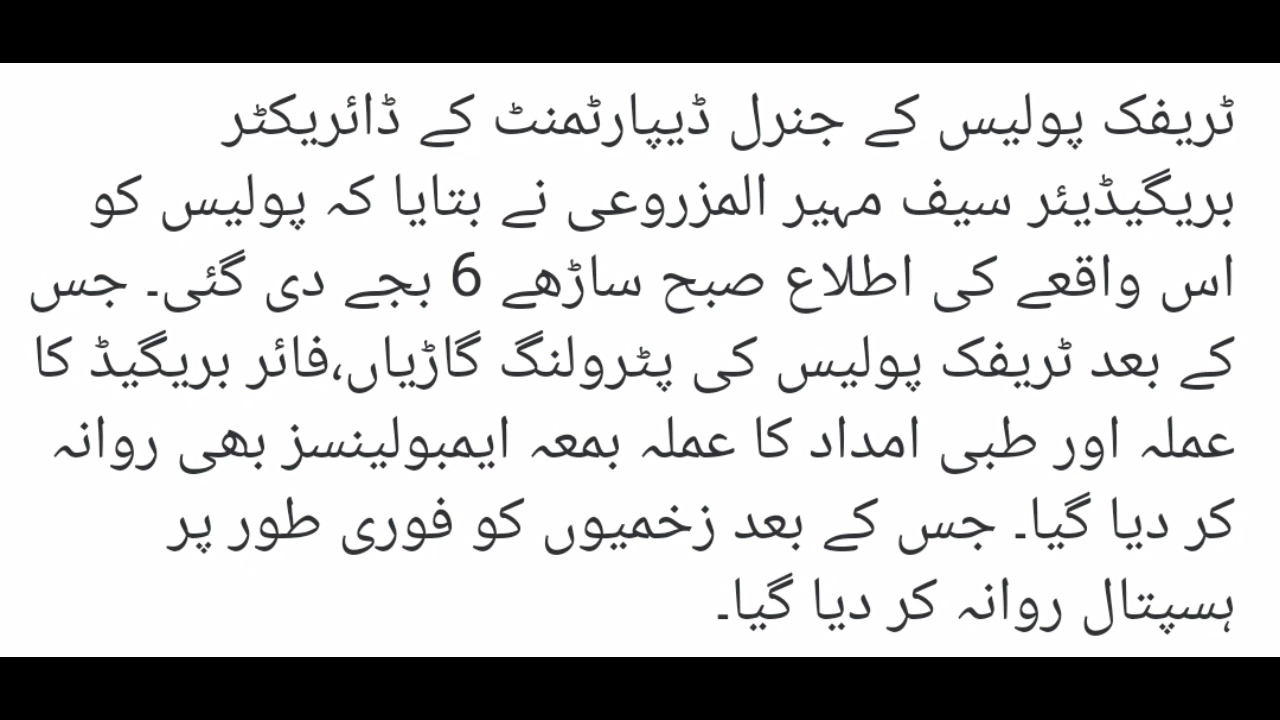 ٹریفک پولیس کے جنرل ڈیپارٹمنٹ کے ڈائریکٹر
بریگیڈیئر سیف مہیر المزروعی نے بتایا کہ پولیس کو
اس واقعے کی اطلاع صبح ساڑھے 6 بجے دی گئی۔ جس
کے بعد ٹریفک پولیس کی پٹرولنگ گاڑیاں،فائر بریگیڈ کا
عملہ اور طبی امداد کا عملہ بمعہ ایمبولینسز بھی روانہ
کر دیا گیا۔ جس کے بعد زخمیوں کو فوری طور پر
ہسپتال روانہ کر دیا گیا۔